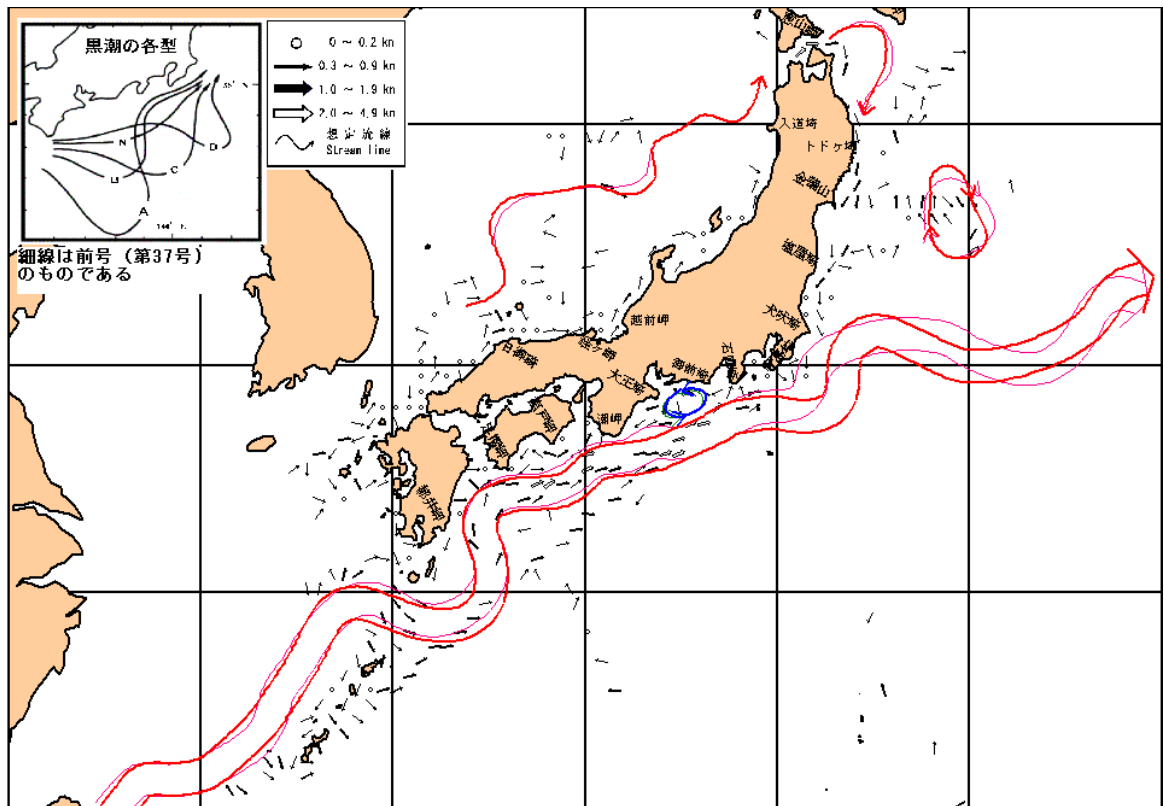 黒潮の各型
35°
N
D
B
C
A
140° E.
細線は前号（第37号）
のものである
0 ～ 0.2 kn
0.3 ～ 0.9 kn
1.0 ～ 1.9 kn
2.0 ～ 4.9 kn
想定流線
Stream line
入道埼
トドヶ埼
金華山
塩屋埼
犬吠埼
越前岬
経ヶ岬
日御碕
御前埼
大王埼
潮岬
室戸岬
都井岬